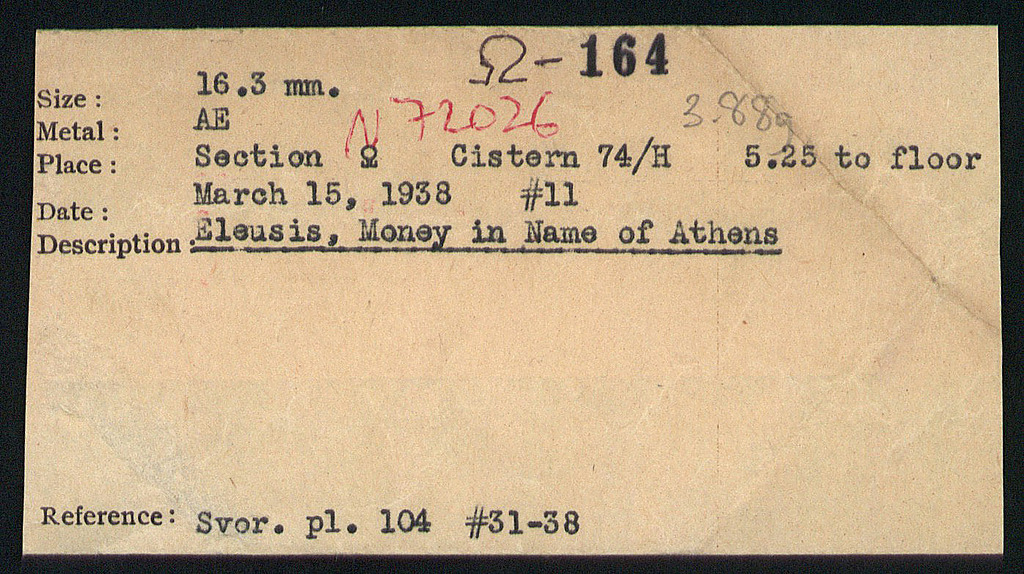 Ω-164
Size: 16.3 mm.
Metal: AE N 72026 3.88g
Place: Section Ω Cistern 74/H 5.25 to floor
Date: March 15, 1938 #11
Description: Eleusis, Money in Name of Athens
Reference: Svor. pl. 104 #31-38